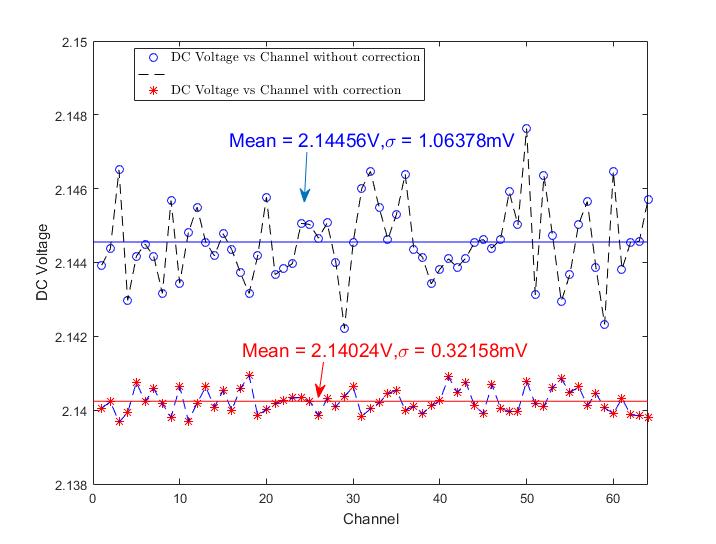 2.15
DC Voltage vs Channel without correction
DC Voltage vs Channel with correction
2.148
Mean = 2.14456V,σ = 1.06378mV
2.146
DC Voltage
2.144
2.142
Mean = 2.14024V,σ = 0.32158mV
2.14
2.138
0 10 20 30 40 50 60
Channel